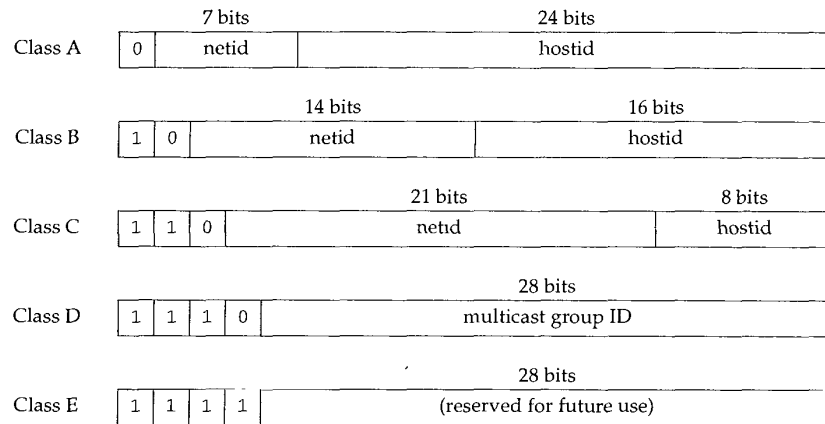 7 bits 24 bits
Class A 0 netid hostid
14 bits 16 bits
Class B 1 0 netid hostid
21 bits 8 bits
Class C 1 1 0 netid hostid
28 bits
Class D 1 1 1 0 multicast group ID
28 bits
Class E 1 1 1 1 (reserved for future use)